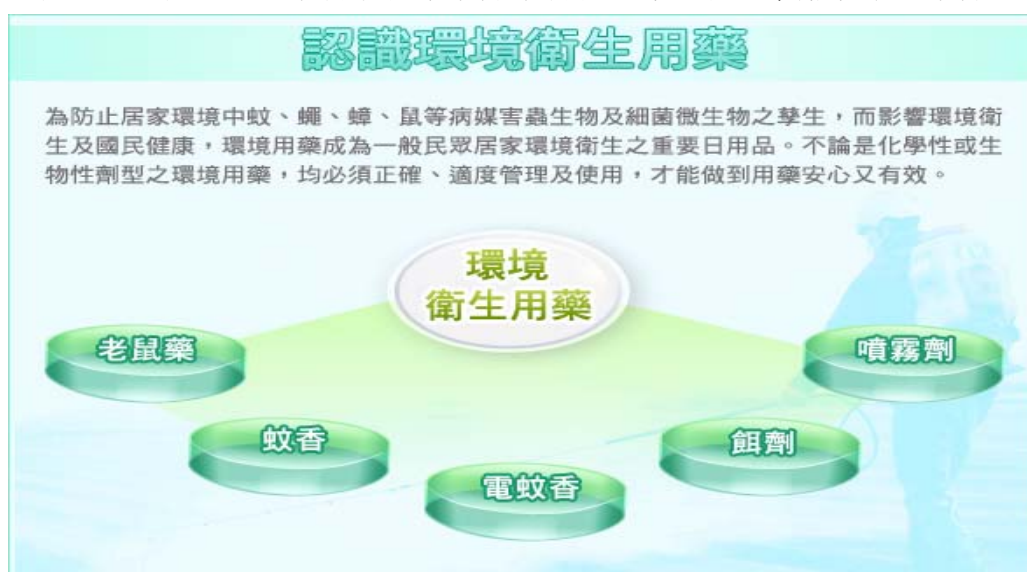 認識環境衛生用藥
為防止居家環境中蚊、蠅、蟑、鼠等病媒害蟲生物及細菌微生物之孳生，而影響環境衛
生及國民健康，環境用藥成為一般民眾居家環境衛生之重要日用品。不論是化學性或生
物性劑型之環境用藥，均必須正確、適度管理及使用，才能做到用藥安心又有效。
環境
衛生用藥
老鼠藥
噴霧劑
蚊香
餌劑
電蚊香